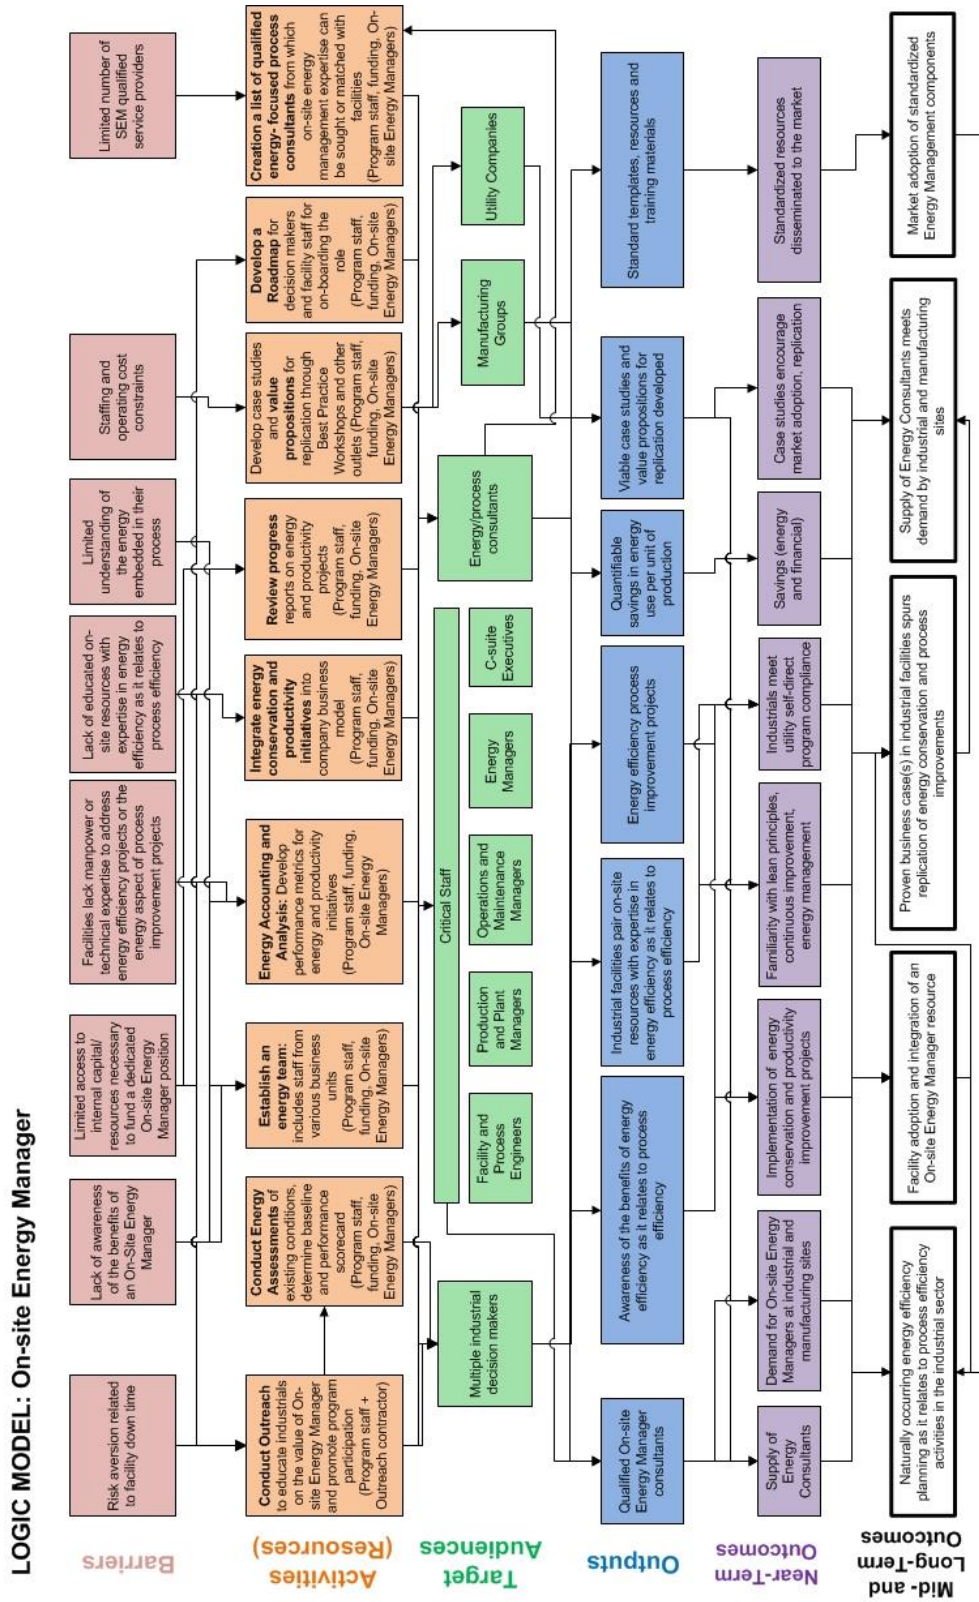 LOGIC MODEL: On-site Energy Manager
Barriers
Risk aversion related
to facility down time
Lack of awareness
of the benefits of
an On-Site Energy
Manager
Limited access to
internal capital/
resources necessary
to fund a dedicated
On-site Energy
Manager position
Facilities lack manpower or
technical expertise to address
energy efficiency projects or the
energy aspect of process
improvement projects
Lack of educated on-
site resources with
expertise in energy
efficiency as it relates to
process efficiency
Limited
understanding of
the energy
embedded in their
process
Staffing and
operating cost
constraints
Limited number of
SEM qualified
service providers
Activities
(Resources)
Conduct Outreach
to educate industrials
on the value of On-
site Energy Manager
and promote program
participation
(Program staff +
Outreach contractor)
Conduct Energy
Assessments of
existing conditions,
determine baseline
and performance
scorecard
(Program staff,
funding, On-site
Energy Managers)
Establish an
energy team:
includes staff from
various business
units
(Program staff,
funding, On-site
Energy Managers)
Energy Accounting and
Analysis: Develop
performance metrics for
energy and productivity
initiatives
(Program staff, funding,
On-site Energy
Managers)
Integrate energy
conservation and
productivity
initiatives into
company business
model
(Program staff,
funding, On-site
Energy Managers)
Review progress
reports on energy
and productivity
projects
(Program staff,
funding, On-site
Energy Managers)
Develop case studies
and value
propositions for
replication through
Best Practice
Workshops and other
outlets (Program staff,
funding, On-site
Energy Managers)
Develop a
Roadmap for
decision makers
and facility staff for
on-boarding the
role
(Program staff,
funding, On-site
Energy Managers)
Creation a list of qualified
energy- focused process
consultants from which
on-site energy
management expertise can
be sought or matched with
facilities
(Program staff, funding, On-
site Energy Managers)
Target
Audiences
Multiple industrial
decision makers
Critical Staff
Facility and
Process
Engineers
Production and
Plant
Managers
Operations and
Maintenance
Managers
Energy
Managers
C-suite
Executives
Energy/process
consultants
Manufacturing
Groups
Utility Companies
Outputs
Qualified On-site
Energy Manager
consultants
Awareness of the benefits of energy
efficiency as it relates to process
efficiency
Industrial facilities pair on-site
resources with expertise in
energy efficiency as it relates to
process efficiency
Energy efficiency process
improvement projects
Quantifiable
savings in energy
use per unit of
production
Viable case studies and
value propositions for
replication developed
Standard templates, resources and
training materials
Near-Term
Outcomes
Supply of
Energy
Consultants
Demand for On-site Energy
Managers at industrial and
manufacturing sites
Implementation of energy
conservation and productivity
improvement projects
Familiarity with lean principles,
continuous improvement,
energy management
Industrials meet
utility self-direct
program compliance
Savings (energy
and financial)
Case studies encourage
market adoption, replication
Standardized resources
disseminated to the market
Mid- and
Long-Term
Outcomes
Naturally occurring energy efficiency
planning as it relates to process efficiency
activities in the industrial sector
Facility adoption and integration of an
On-site Energy Manager resource
Proven business case(s) in industrial facilities spurs
replication of energy conservation and process
improvements
Supply of Energy Consultants meets
demand by industrial and manufacturing
sites
Market adoption of standardized
Energy Management components